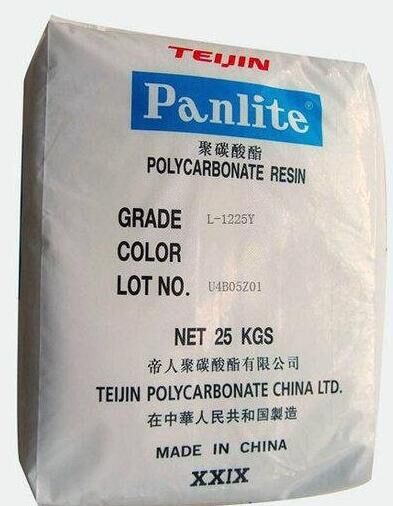 TEIJIN
Panlite®
聚碳酸酯
POLYCARBONATE RESIN
GRADE L-1225Y
COLOR
LOT NO. U4B05Z01
NET 25 KGS
帝人聚碳酸酯有限公司
TEIJIN POLYCARBONATE CHINA LTD.
在中華人民共和国製造
MADE IN CHINA
XXIX